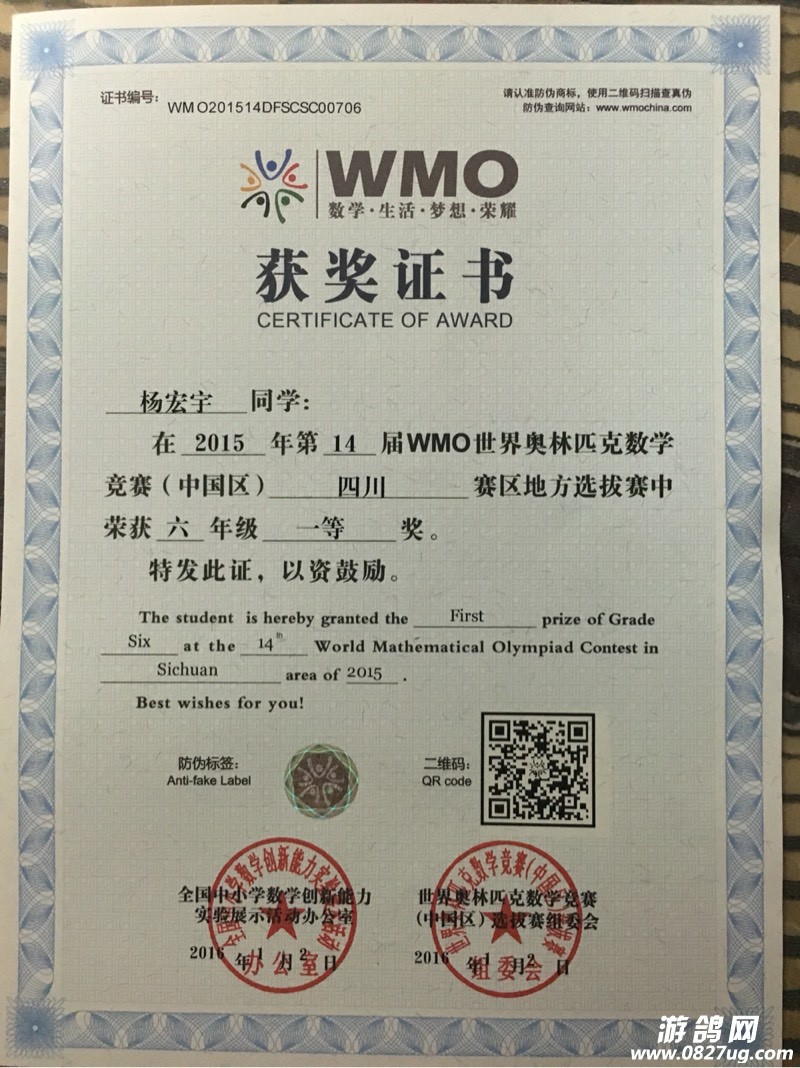 证书编号：WMO201514DFSCSC00706
请认准防伪商标，使用二维码扫描查真伪
防伪查询网站：www.wmochina.com
WMO
数学·生活·梦想·荣耀
获奖证书
CERTIFICATE OF AWARD
杨宏宇 同学：
在 2015 年第 14 届WMO世界奥林匹克数学
竞赛（中国区） 四川 赛区地方选拔赛中
荣获 六 年级 一等 奖。
特发此证，以资鼓励。
The student is hereby granted the First prize of Grade
Six at the 14th World Mathematical Olympiad Contest in
Sichuan area of 2015 .
Best wishes for you!
防伪标签：
Anti-fake Label
二维码：
QR code
全国中小学数学创新能力
实验展示活动办公室
2016 年 1 月 2 日
办公室
世界奥林匹克数学竞赛
（中国区）选拔赛组委会
2016 年 1 月 2 日
组委会
游鸽网
www.0827ug.com